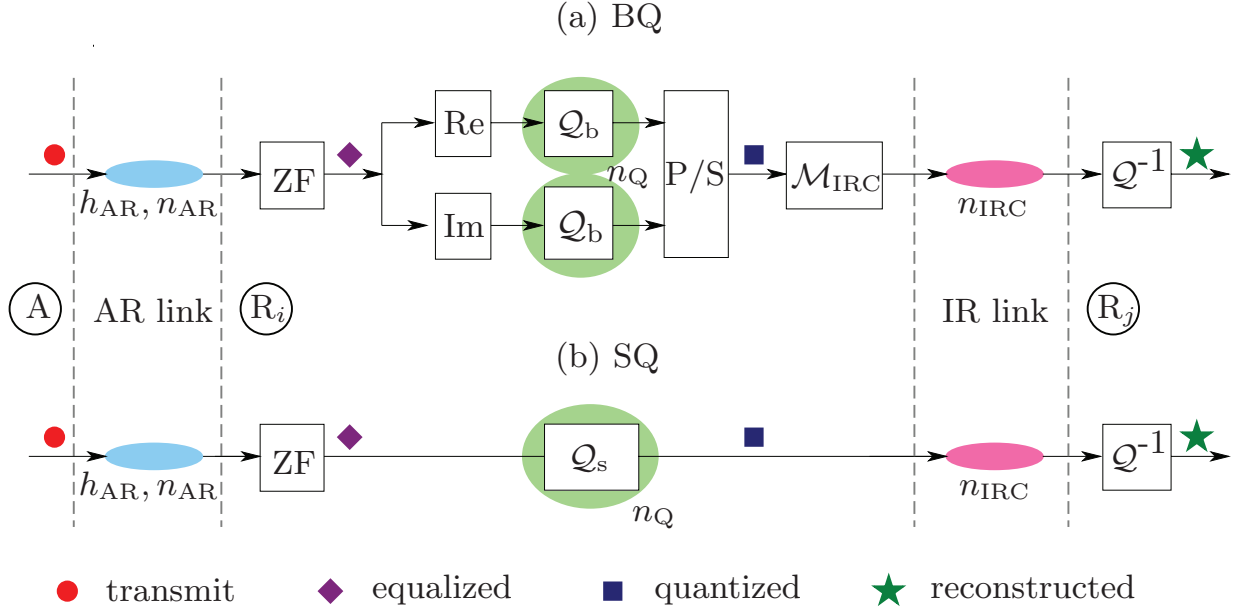 (a) BQ
Re
Im
ZF
𝒬_b
𝒬_b
n_Q
P/S
ℳ_IRC
𝒬^-1
h_AR, n_AR
n_IRC
A
AR link
R_i
IR link
R_j
(b) SQ
ZF
𝒬_s
𝒬^-1
h_AR, n_AR
n_Q
n_IRC
transmit equalized quantized reconstructed